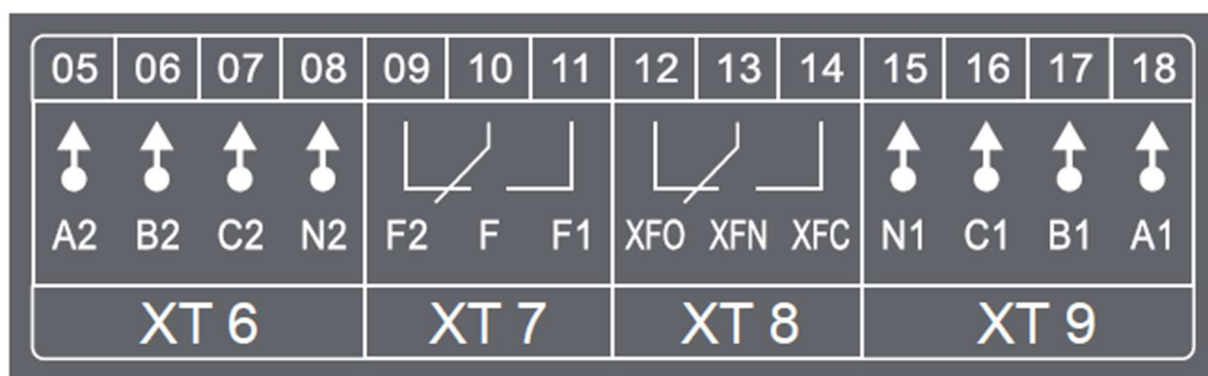 05 06 07 08 09 10 11 12 13 14 15 16 17 18
A2 B2 C2 N2 F2 F F1 XFO XFN XFC N1 C1 B1 A1
XT 6 XT 7 XT 8 XT 9